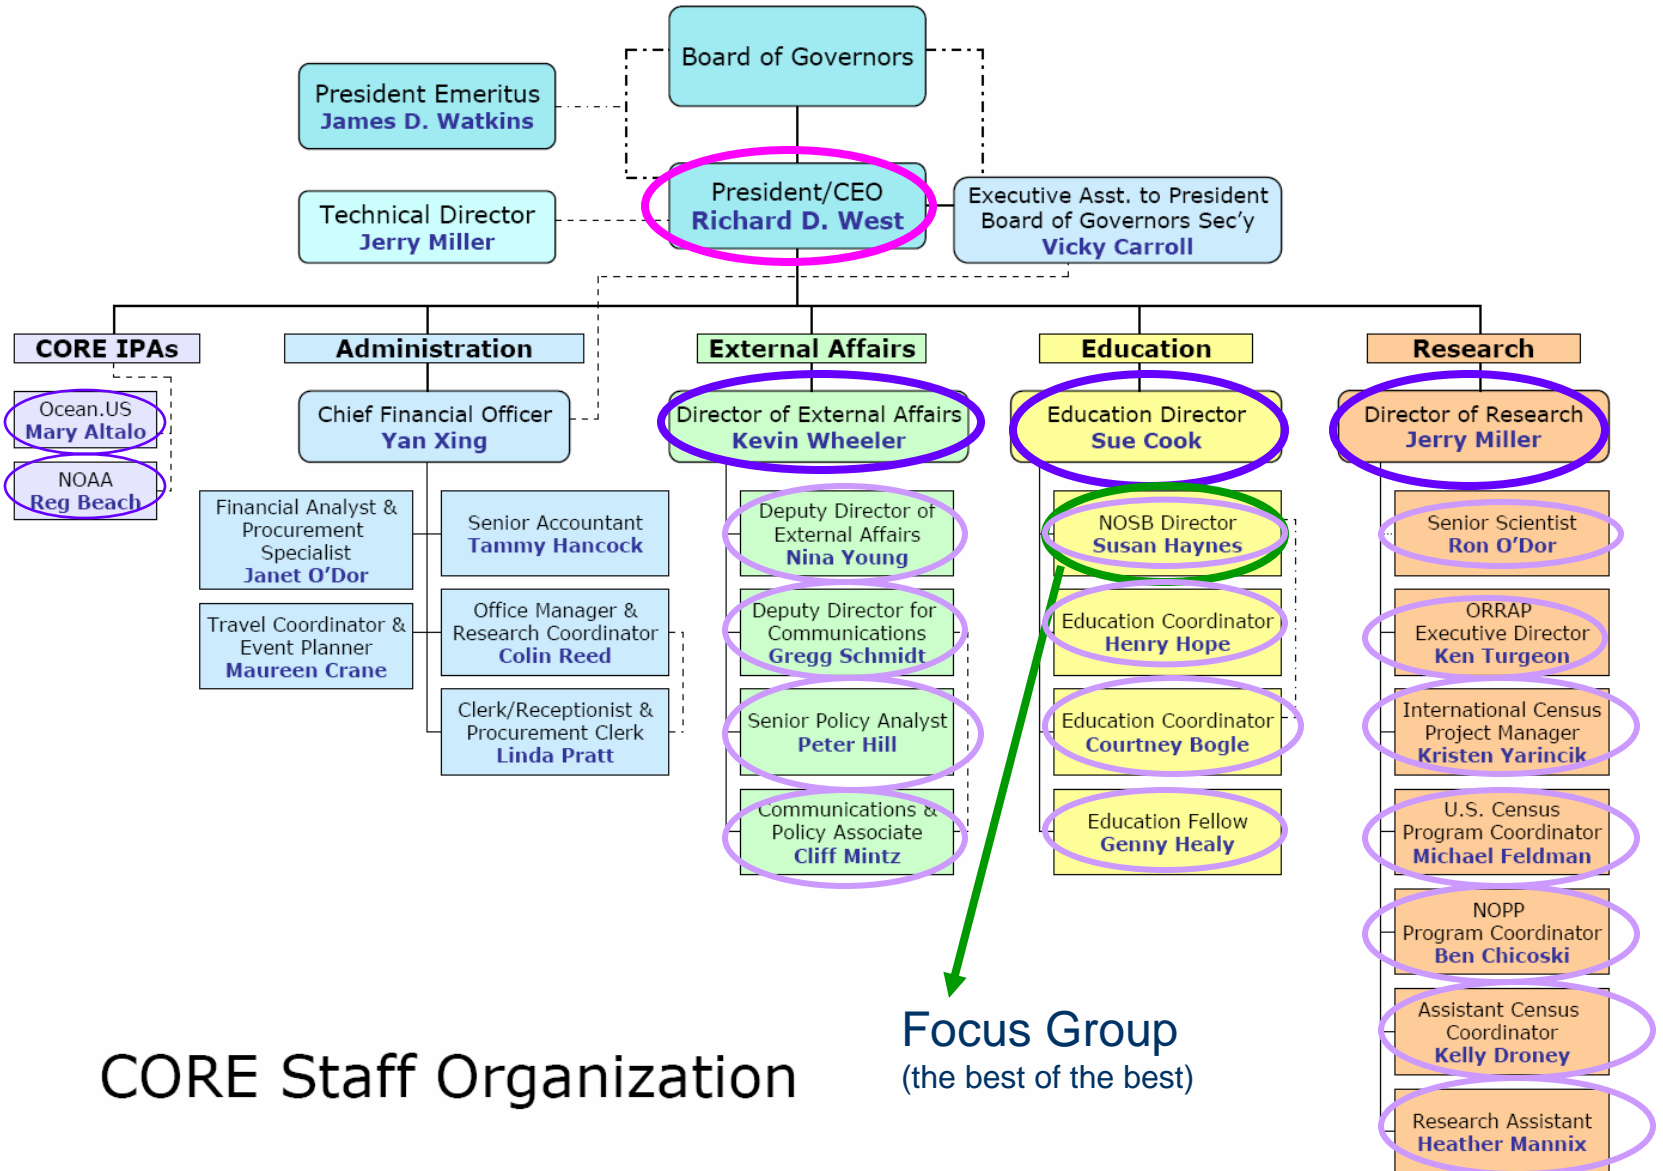 Board of Governors
President Emeritus
James D. Watkins
President/CEO
Richard D. West
Technical Director
Jerry Miller
Executive Asst. to President
Board of Governors Sec'y
Vicky Carroll
CORE IPAs
Administration
External Affairs
Education
Research
Ocean.US
Mary Altalo
NOAA
Reg Beach
Chief Financial Officer
Yan Xing
Financial Analyst &
Procurement
Specialist
Janet O'Dor
Travel Coordinator &
Event Planner
Maureen Crane
Senior Accountant
Tammy Hancock
Office Manager &
Research Coordinator
Colin Reed
Clerk/Receptionist &
Procurement Clerk
Linda Pratt
Director of External Affairs
Kevin Wheeler
Deputy Director of
External Affairs
Nina Young
Deputy Director for
Communications
Gregg Schmidt
Senior Policy Analyst
Peter Hill
Communications &
Policy Associate
Cliff Mintz
Education Director
Sue Cook
NOSB Director
Susan Haynes
Education Coordinator
Henry Hope
Education Coordinator
Courtney Bogle
Education Fellow
Genny Healy
Director of Research
Jerry Miller
Senior Scientist
Ron O'Dor
ORRAP
Executive Director
Ken Turgeon
International Census
Project Manager
Kristen Yarincik
U.S. Census
Program Coordinator
Michael Feldman
NOPP
Program Coordinator
Ben Chicoski
Assistant Census
Coordinator
Kelly Droney
Research Assistant
Heather Mannix
Focus Group
(the best of the best)
CORE Staff Organization